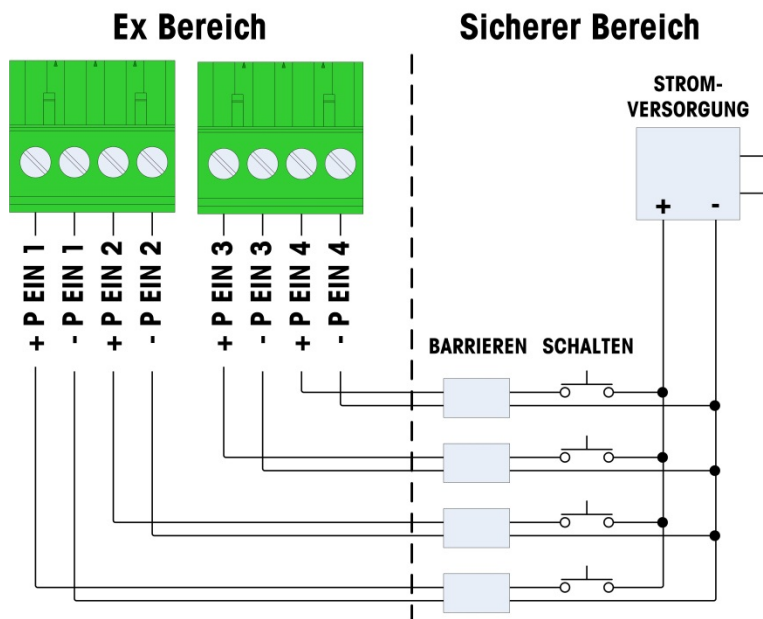 Ex Bereich
Sicherer Bereich
STROM-
VERSORGUNG
+ -
+ P EIN 1
- P EIN 1
+ P EIN 2
- P EIN 2
+ P EIN 3
- P EIN 3
+ P EIN 4
- P EIN 4
BARRIEREN
SCHALTEN